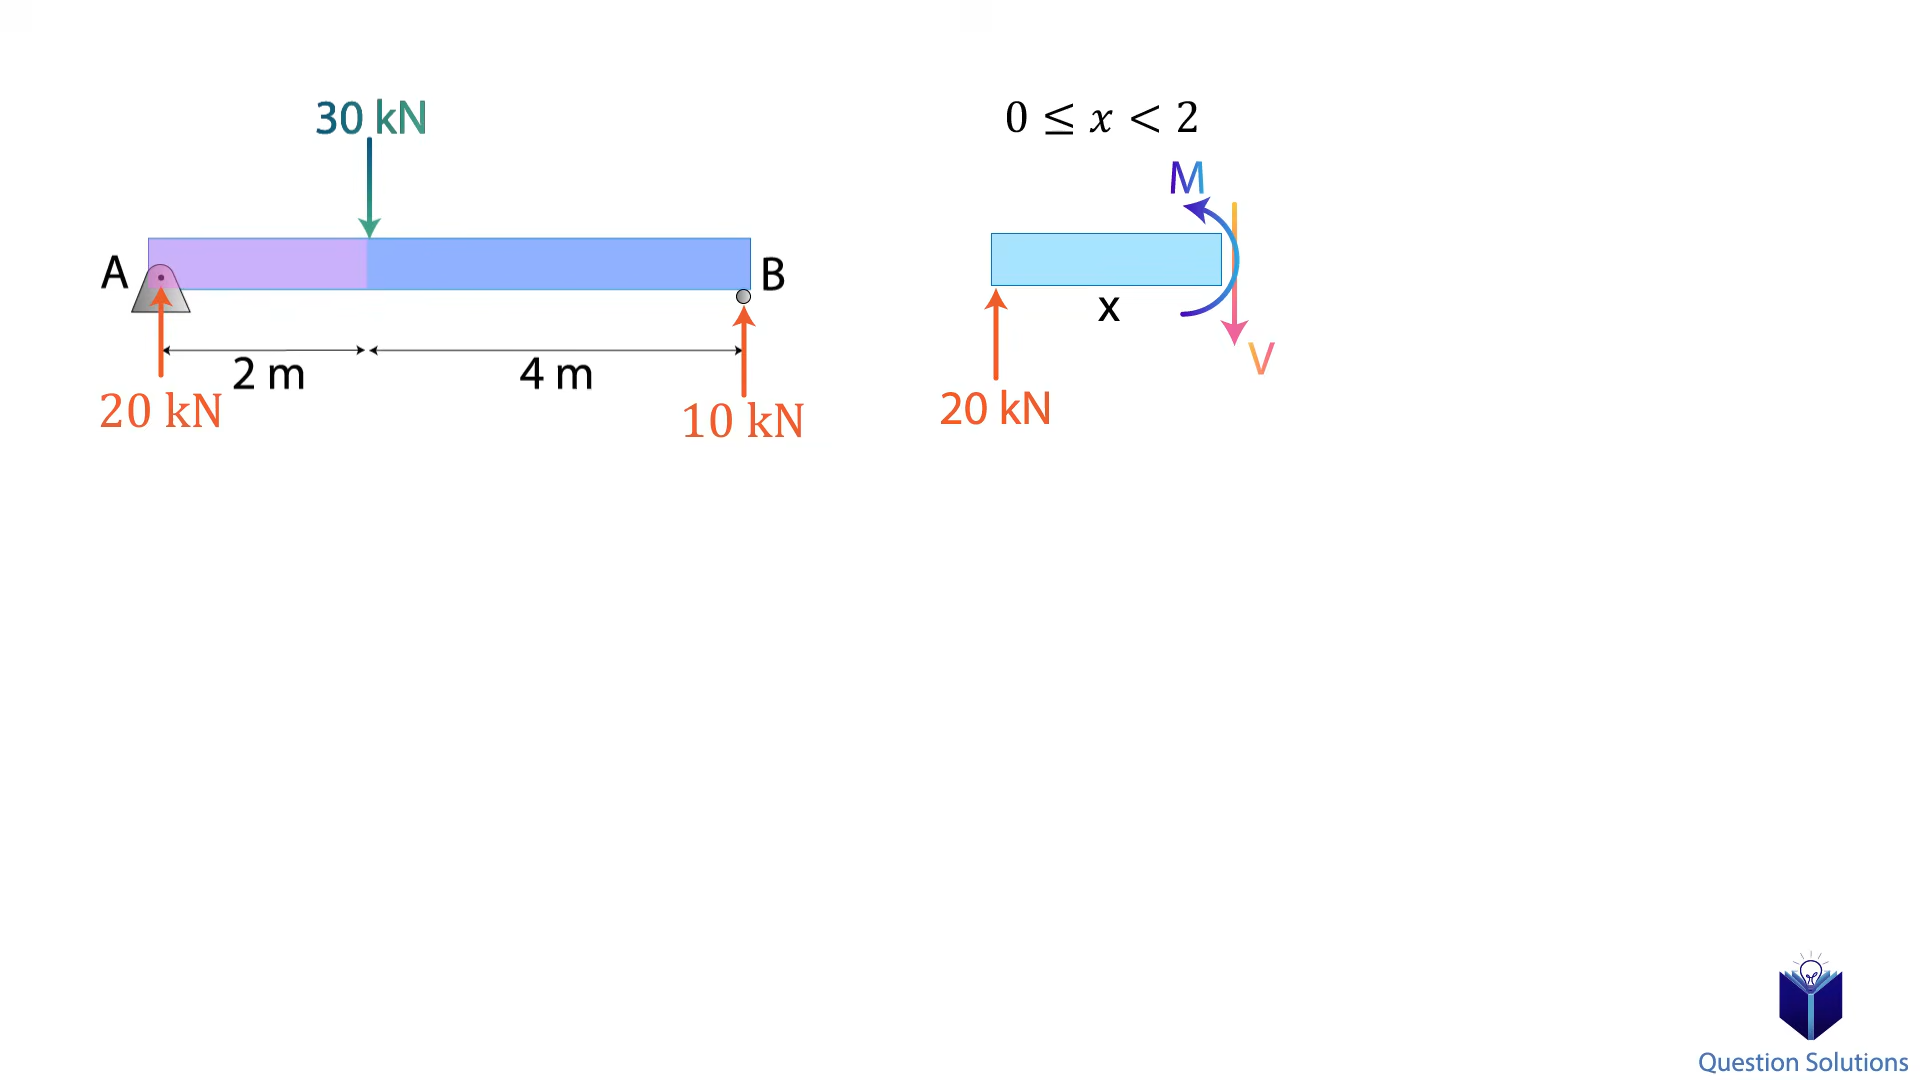 30 kN
A
B
2 m
4 m
20 kN
10 kN
0 ≤ x < 2
M
x
V
20 kN
Question Solutions